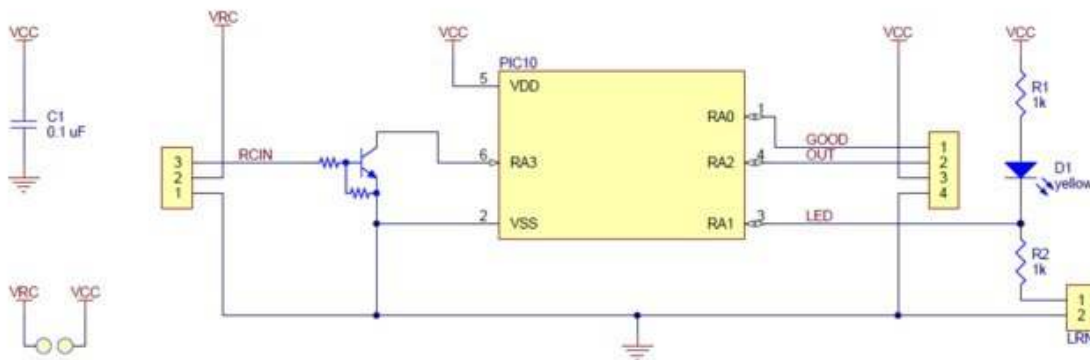 VCC
C1
0.1 uF
VRC
VCC
VRC
3
2
1
RCIN
VCC
PIC10
5
VDD
6
RA3
2
VSS
RA0
1
RA2
4
RA1
3
GOOD
OUT
LED
VCC
1
2
3
4
VCC
R1
1k
D1
yellow
R2
1k
1
2
LRN